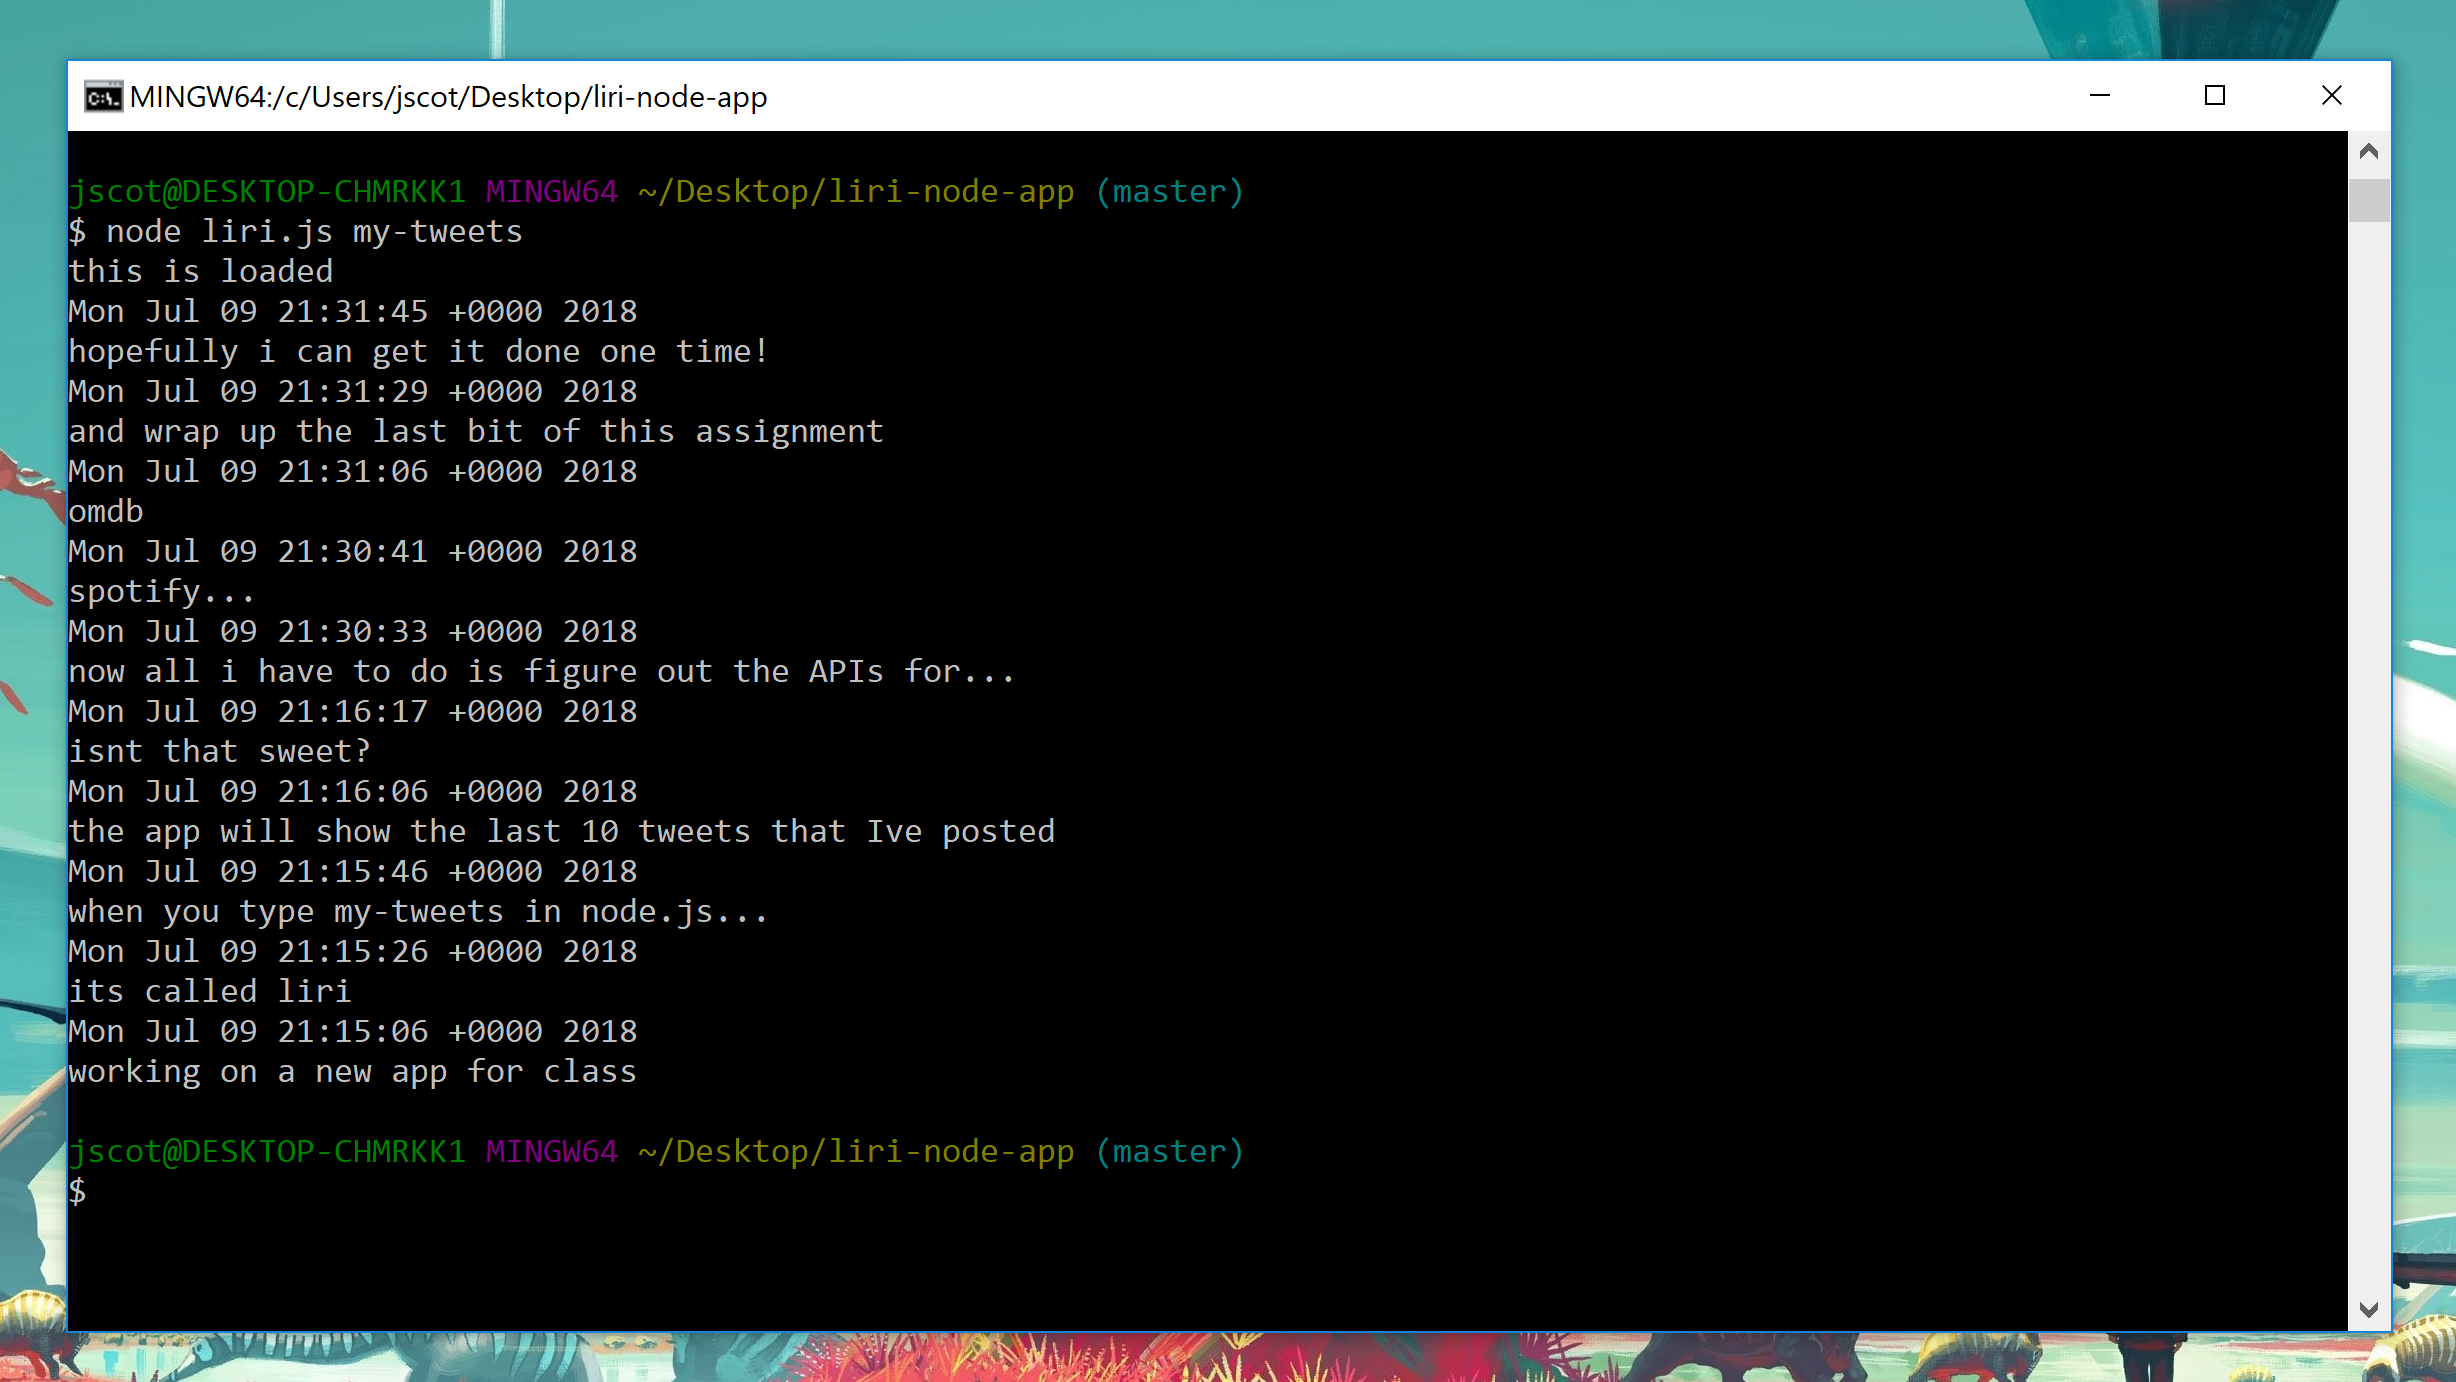 MINGW64:/c/Users/jscot/Desktop/liri-node-app
jscot@DESKTOP-CHMRKK1 MINGW64 ~/Desktop/liri-node-app (master)
$ node liri.js my-tweets
this is loaded
Mon Jul 09 21:31:45 +0000 2018
hopefully i can get it done one time!
Mon Jul 09 21:31:29 +0000 2018
and wrap up the last bit of this assignment
Mon Jul 09 21:31:06 +0000 2018
omdb
Mon Jul 09 21:30:41 +0000 2018
spotify...
Mon Jul 09 21:30:33 +0000 2018
now all i have to do is figure out the APIs for...
Mon Jul 09 21:16:17 +0000 2018
isnt that sweet?
Mon Jul 09 21:16:06 +0000 2018
the app will show the last 10 tweets that Ive posted
Mon Jul 09 21:15:46 +0000 2018
when you type my-tweets in node.js...
Mon Jul 09 21:15:26 +0000 2018
its called liri
Mon Jul 09 21:15:06 +0000 2018
working on a new app for class
jscot@DESKTOP-CHMRKK1 MINGW64 ~/Desktop/liri-node-app (master)
$